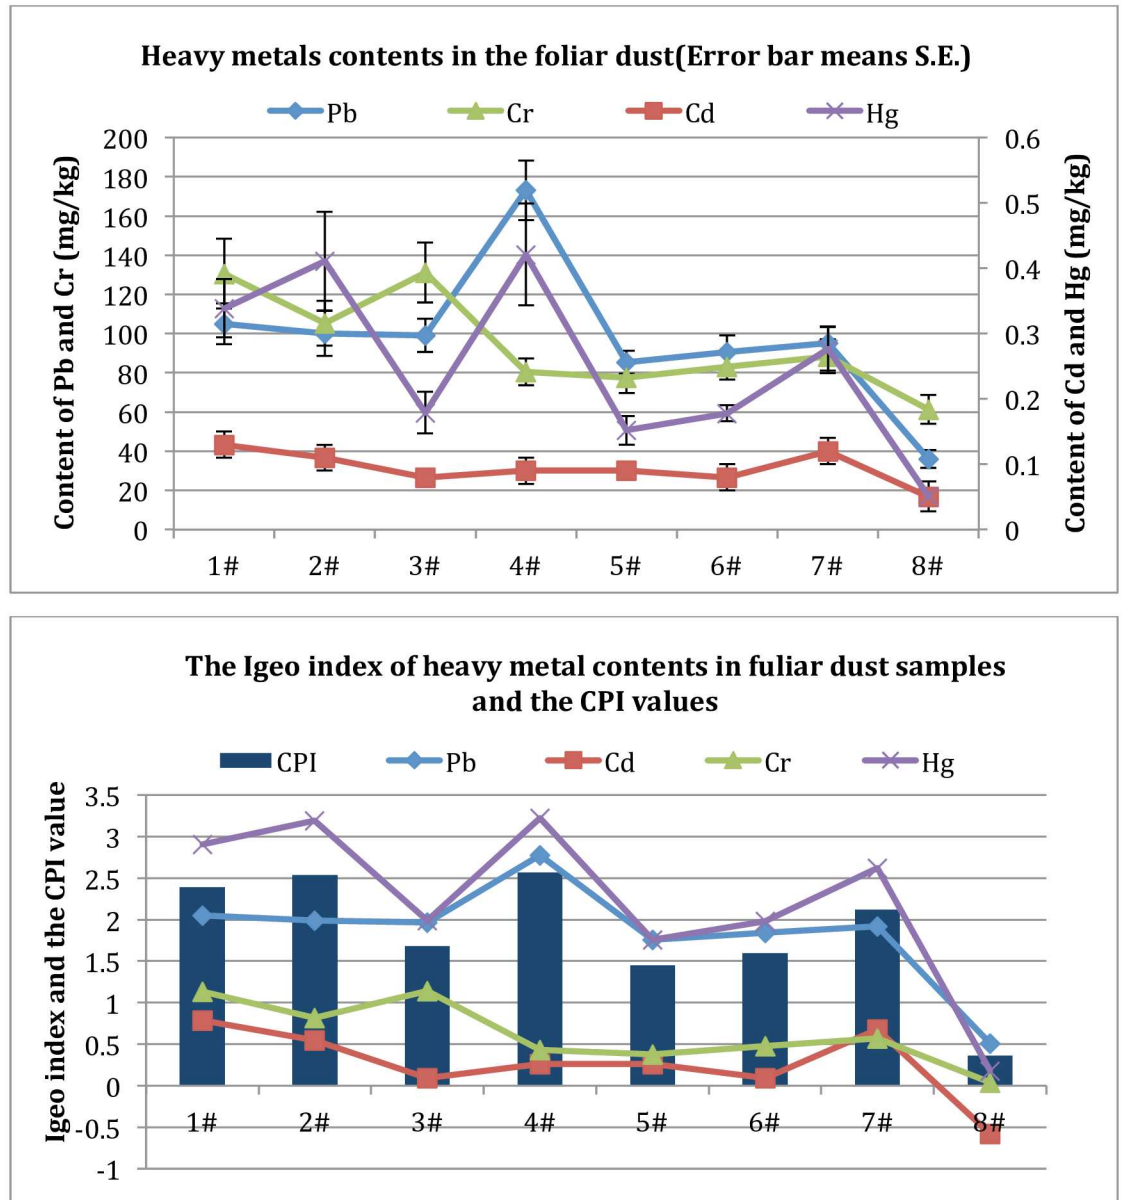 Heavy metals contents in the foliar dust(Error bar means S.E.)
Pb Cr Cd Hg
Content of Pb and Cr (mg/kg)
200
180
160
140
120
100
80
60
40
20
0
0.6
0.5
0.4
0.3
0.2
0.1
0
Content of Cd and Hg (mg/kg)
1# 2# 3# 4# 5# 6# 7# 8#
The Igeo index of heavy metal contents in fuliar dust samples
and the CPI values
CPI Pb Cd Cr Hg
Igeo index and the CPI value
3.5
3
2.5
2
1.5
1
0.5
0
-0.5
-1
1# 2# 3# 4# 5# 6# 7# 8#